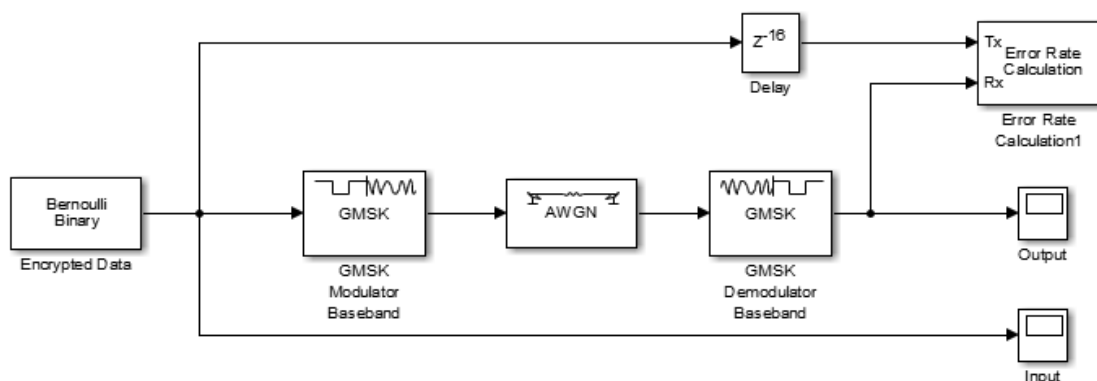 Z-16
Delay
Tx
Rx
Error Rate
Calculation
Error Rate
Calculation1
Bernoulli
Binary
Encrypted Data
GMSK
GMSK
Modulator
Baseband
AWGN
GMSK
GMSK
Demodulator
Baseband
Output
Input